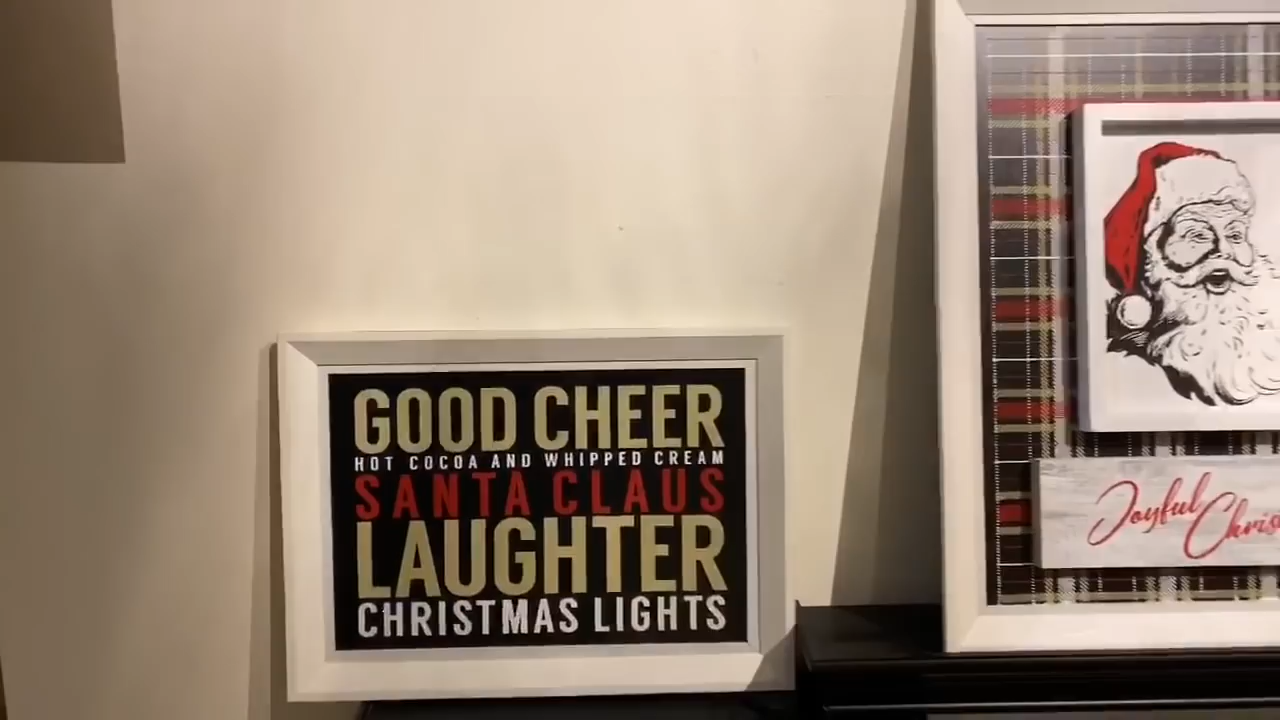 GOOD CHEER
HOT COCOA AND WHIPPED CREAM
SANTA CLAUS
LAUGHTER
CHRISTMAS LIGHTS
Joyful